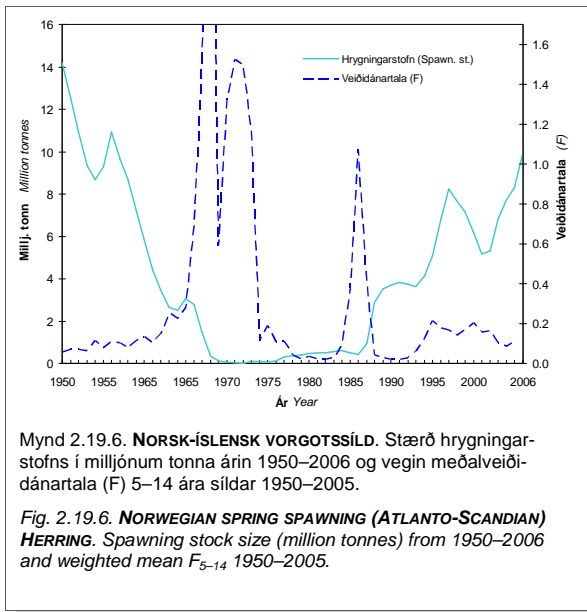 16
14
12
10
8
6
4
2
0
Millj. tonn Million tonnes
Hrygningarstofn (Spawn. st.)
Veiðidánartala (F)
1.6
1.4
1.2
1.0
0.8
0.6
0.4
0.2
0.0
Veiðidánartala (F)
1950 1955 1965 1965 1970 1975 1980 1985 1995 1995 2000 2006
Ár Year
Mynd 2.19.6. NORSK-ÍSLENSK VORGOTSSÍLD. Stærð hrygningar-
stofns í milljónum tonna árin 1950–2006 og vegin meðalveiði-
dánartala (F) 5–14 ára síldar 1950–2005.
Fig. 2.19.6. NORWEGIAN SPRING SPAWNING (ATLANTO-SCANDIAN)
HERRING. Spawning stock size (million tonnes) from 1950–2006
and weighted mean F5–14 1950–2005.